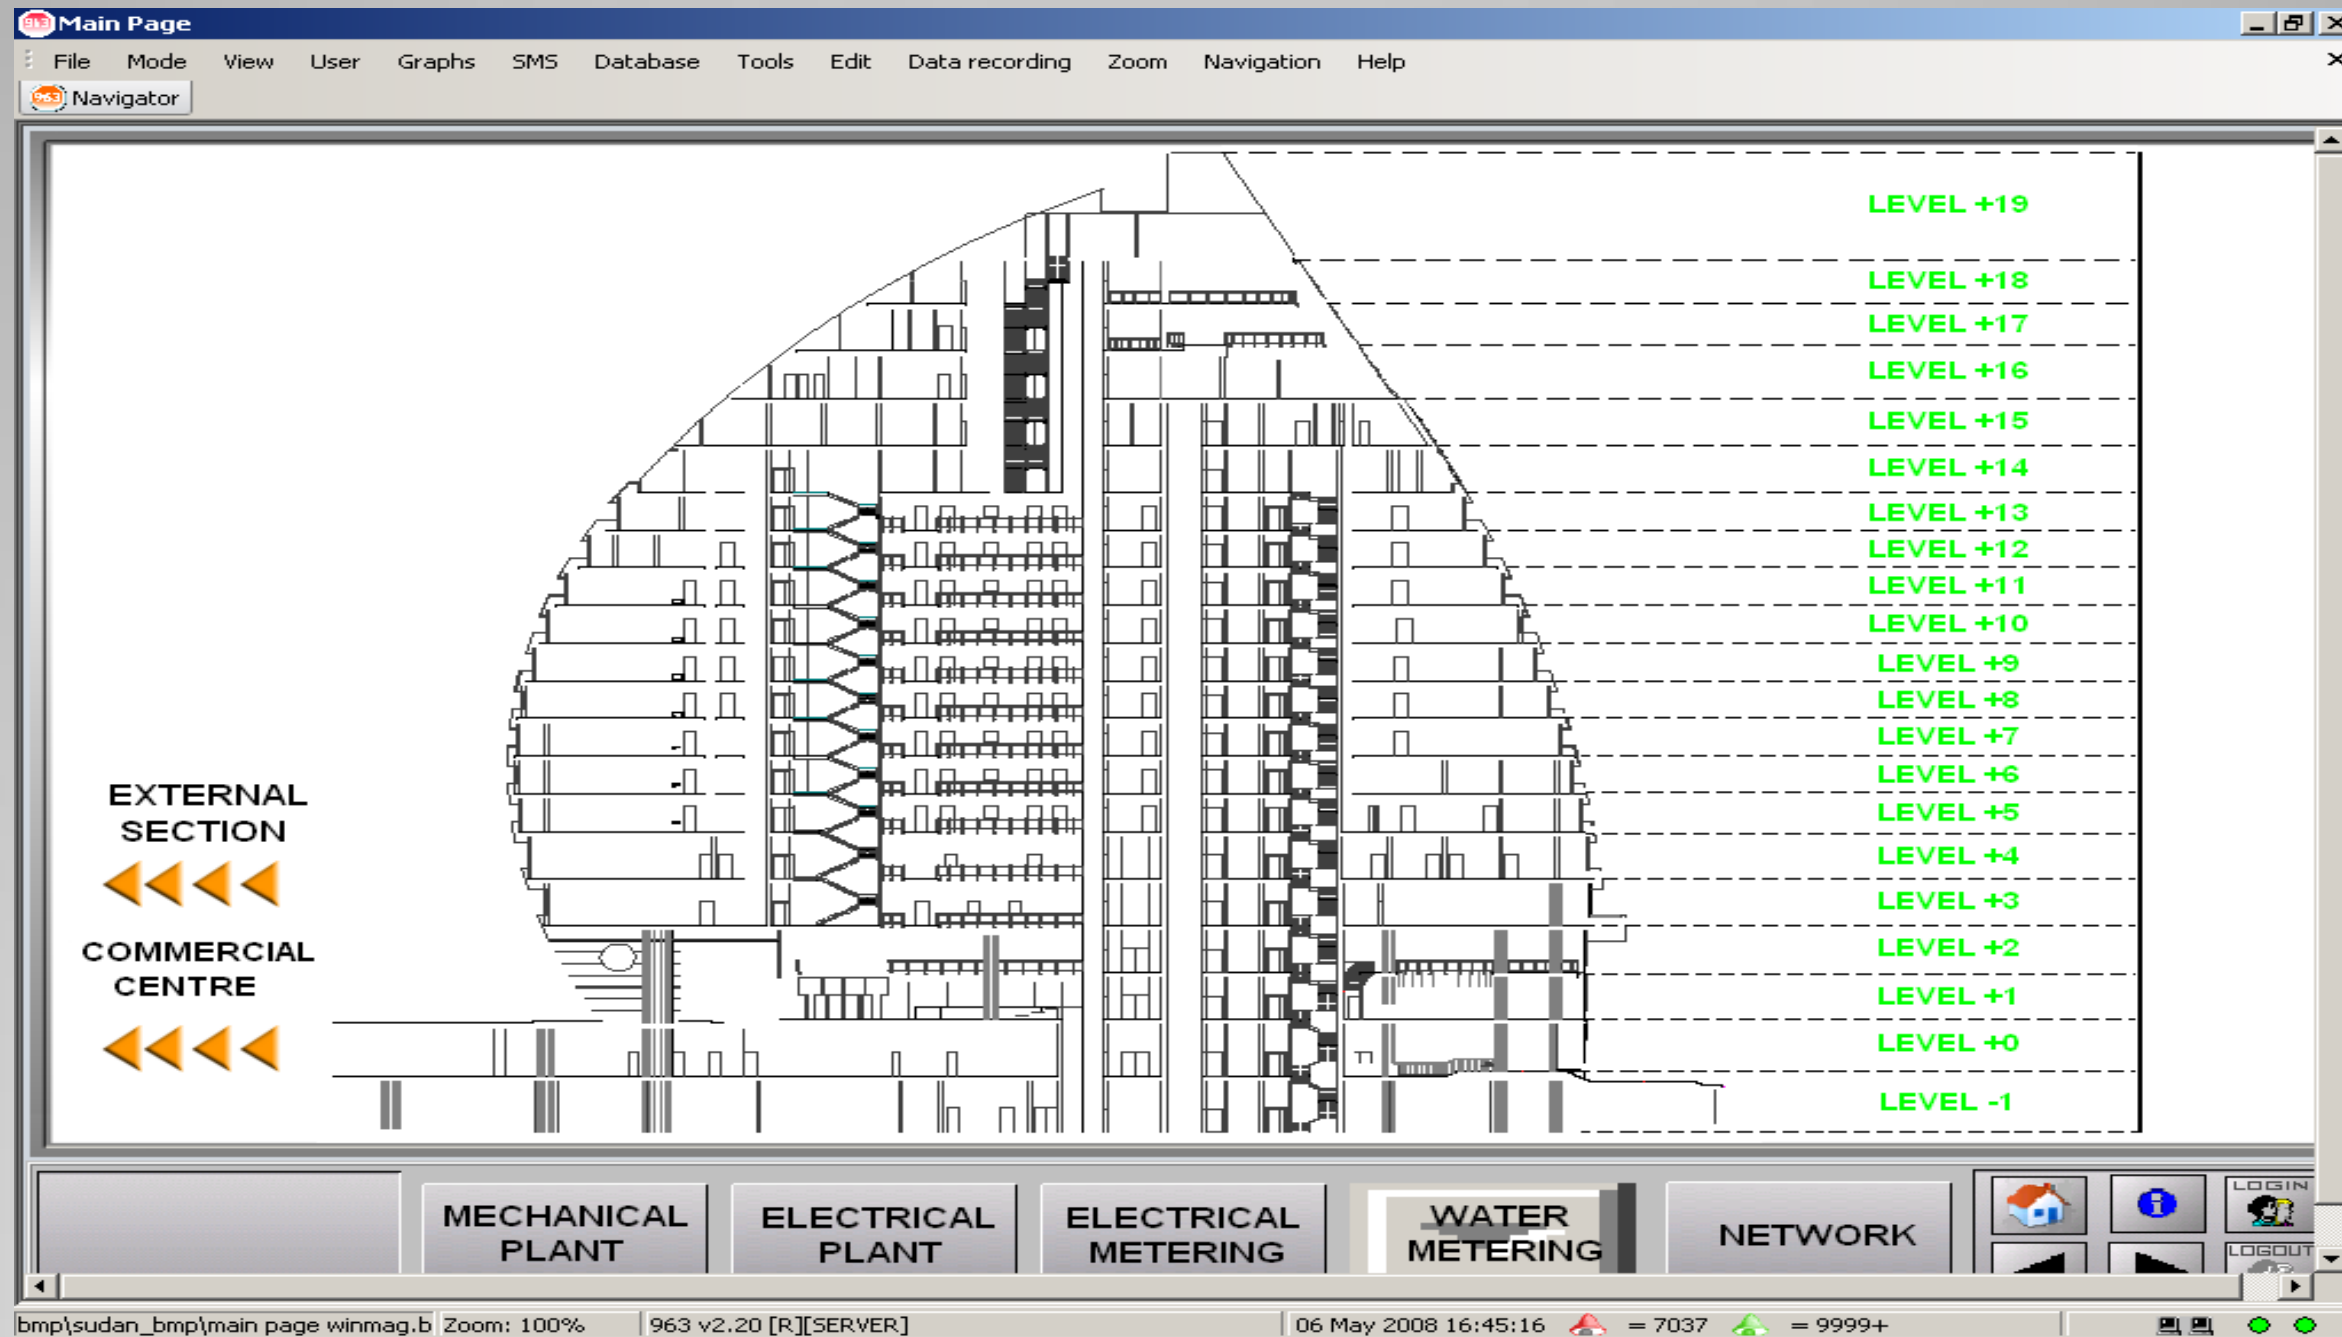 963 Main Page
File Mode View User Graphs SMS Database Tools Edit Data recording Zoom Navigation Help
963 Navigator
LEVEL +19
LEVEL +18
LEVEL +17
LEVEL +16
LEVEL +15
LEVEL +14
LEVEL +13
LEVEL +12
LEVEL +11
LEVEL +10
LEVEL +9
LEVEL +8
LEVEL +7
LEVEL +6
LEVEL +5
LEVEL +4
LEVEL +3
LEVEL +2
LEVEL +1
LEVEL +0
LEVEL -1
EXTERNAL
SECTION
COMMERCIAL
CENTRE
MECHANICAL
PLANT
ELECTRICAL
PLANT
ELECTRICAL
METERING
WATER
METERING
NETWORK
LOGIN
LOGOUT
bmp\sudan_bmp\main page winmag.b Zoom: 100% 963 v2.20 [R][SERVER] 06 May 2008 16:45:16 = 7037 = 9999+